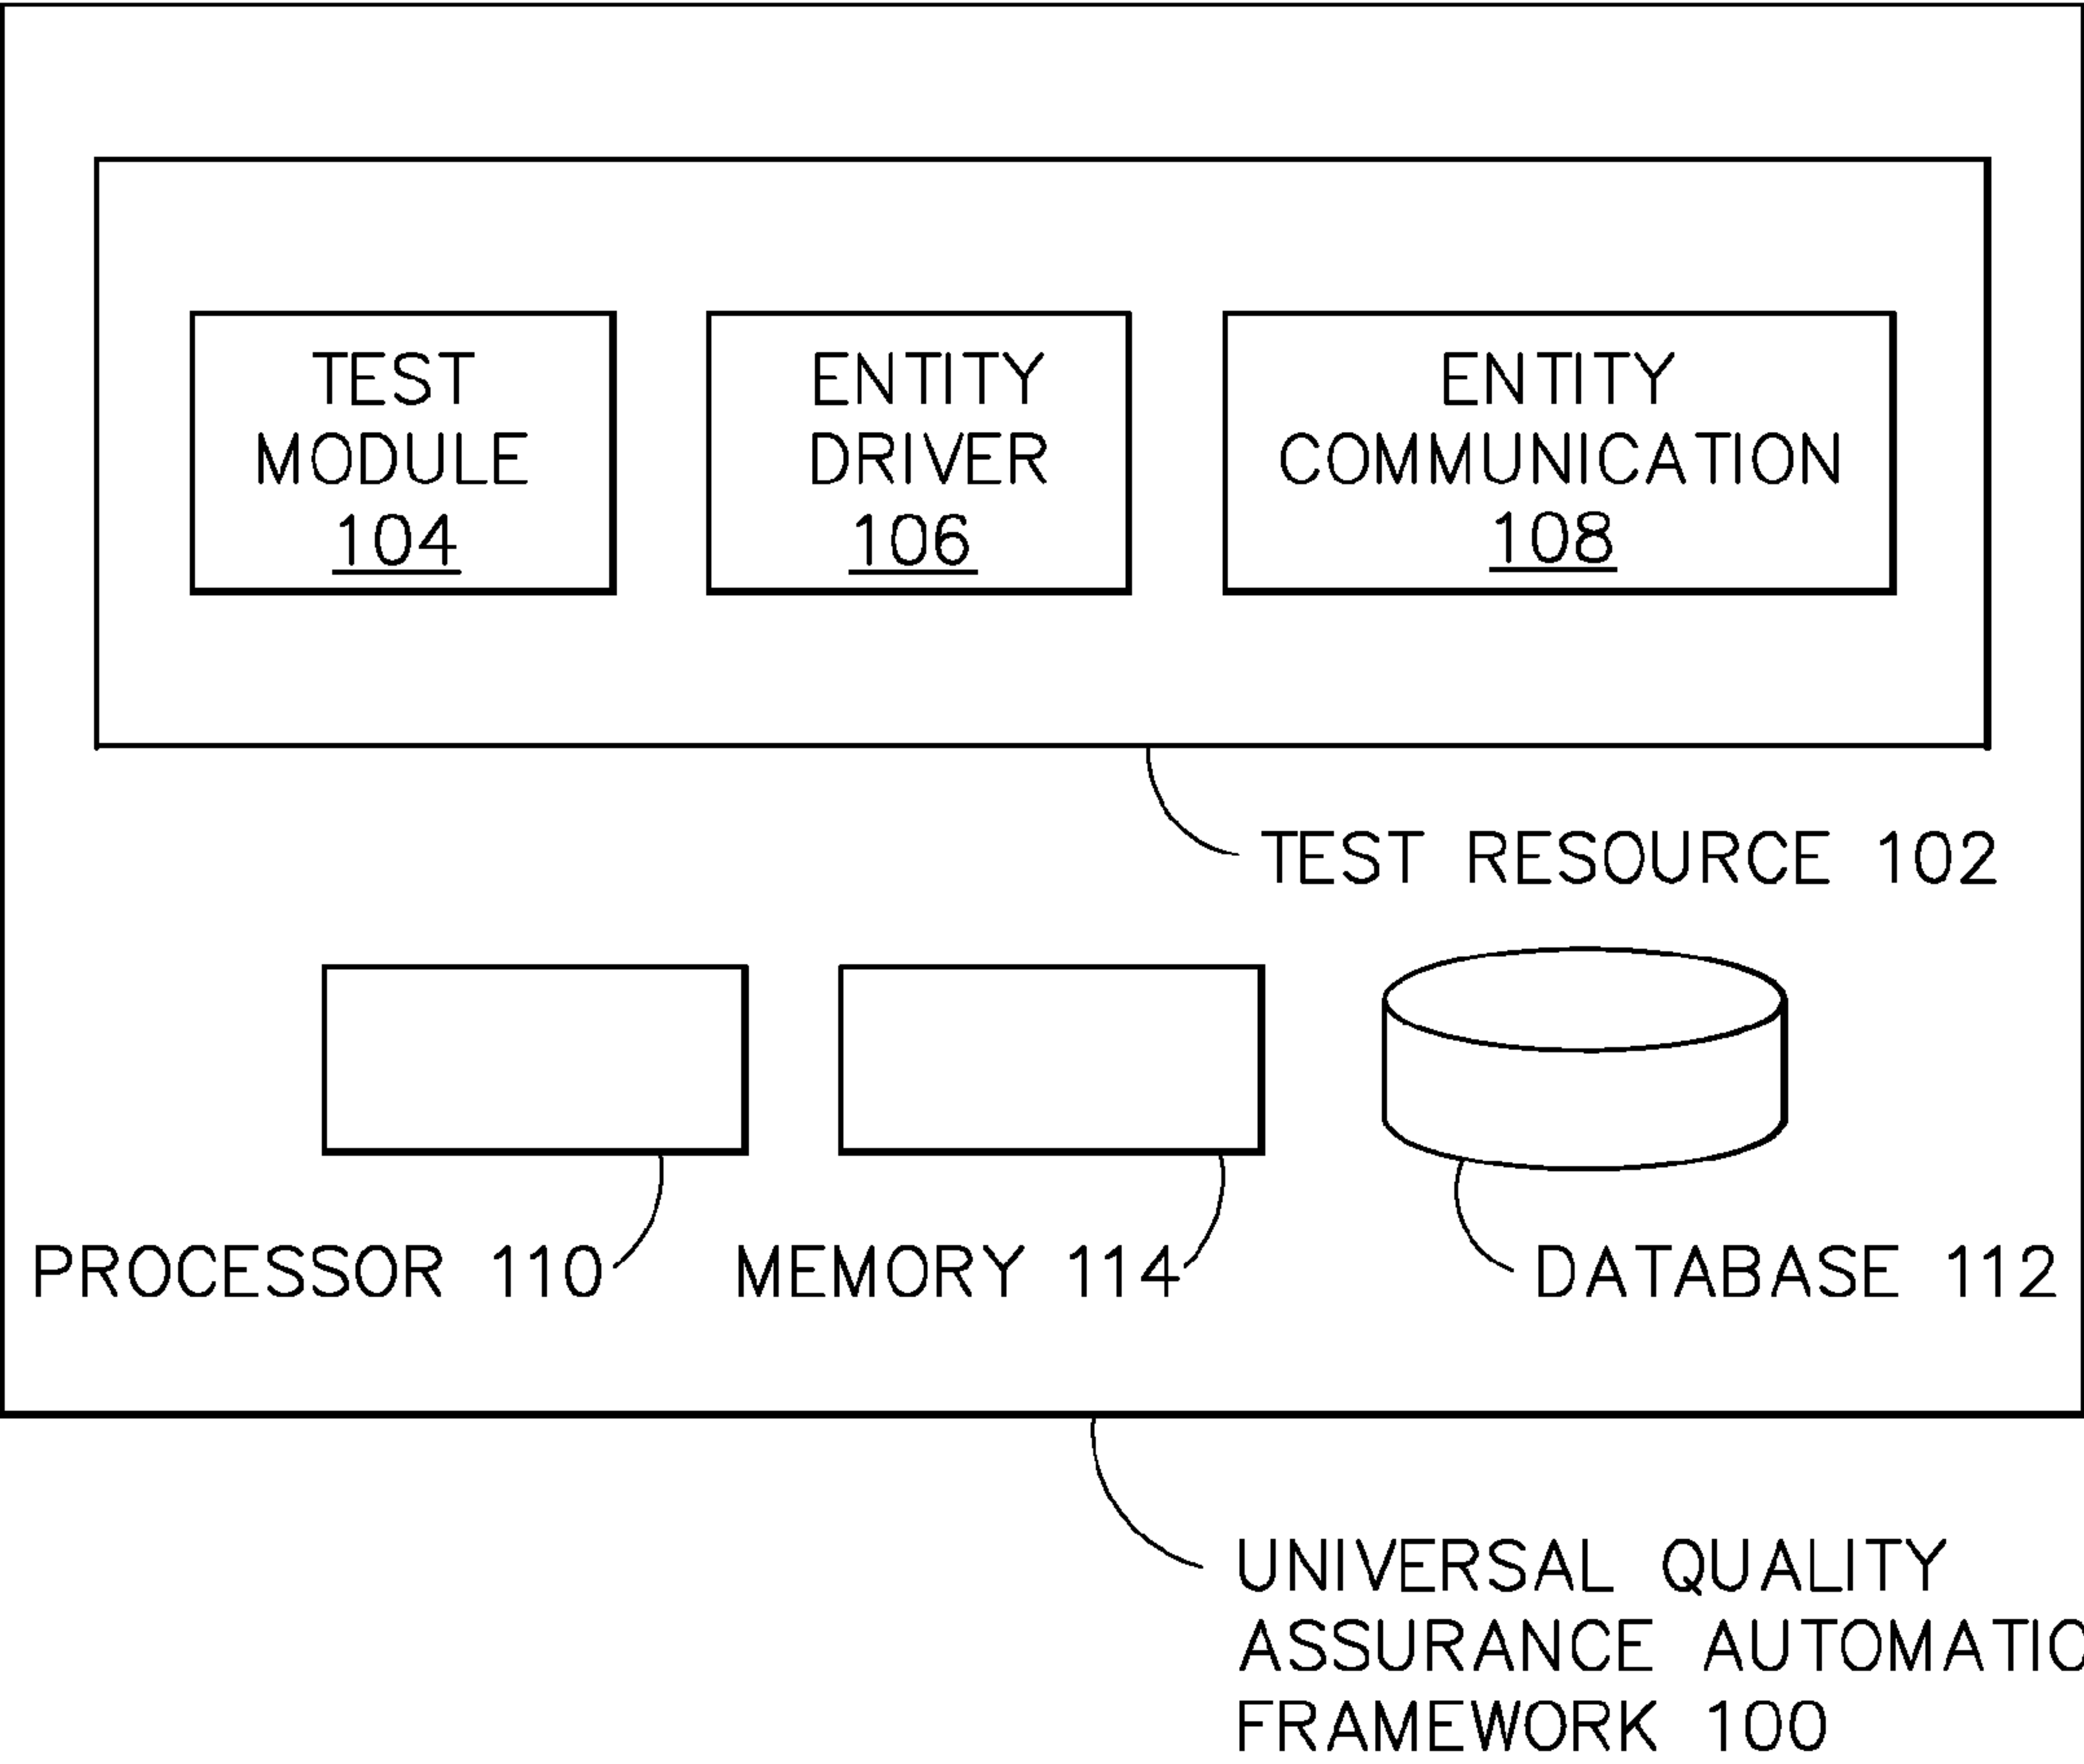 TEST
MODULE
104
ENTITY
DRIVER
106
ENTITY
COMMUNICATION
108
TEST RESOURCE 102
PROCESSOR 110
MEMORY 114
DATABASE 112
UNIVERSAL QUALITY
ASSURANCE AUTOMATIO
FRAMEWORK 100